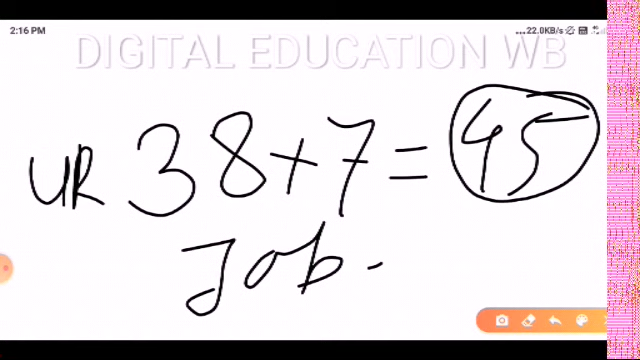 2:16 PM ...22.0KB/s
DIGITAL EDUCATION WB
UR 38+7=45
Job.